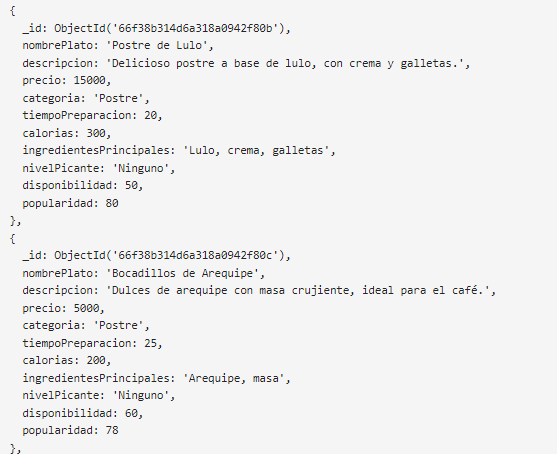 {
_id: ObjectId('66f38b314d6a318a0942f80b'),
nombrePlato: 'Postre de Lulo',
descripcion: 'Delicioso postre a base de lulo, con crema y galletas.',
precio: 15000,
categoria: 'Postre',
tiempoPreparacion: 20,
calorias: 300,
ingredientesPrincipales: 'Lulo, crema, galletas',
nivelPicante: 'Ninguno',
disponibilidad: 50,
popularidad: 80
},
{
_id: ObjectId('66f38b314d6a318a0942f80c'),
nombrePlato: 'Bocadillos de Arequipe',
descripcion: 'Dulces de arequipe con masa crujiente, ideal para el café.',
precio: 5000,
categoria: 'Postre',
tiempoPreparacion: 25,
calorias: 200,
ingredientesPrincipales: 'Arequipe, masa',
nivelPicante: 'Ninguno',
disponibilidad: 60,
popularidad: 78
},